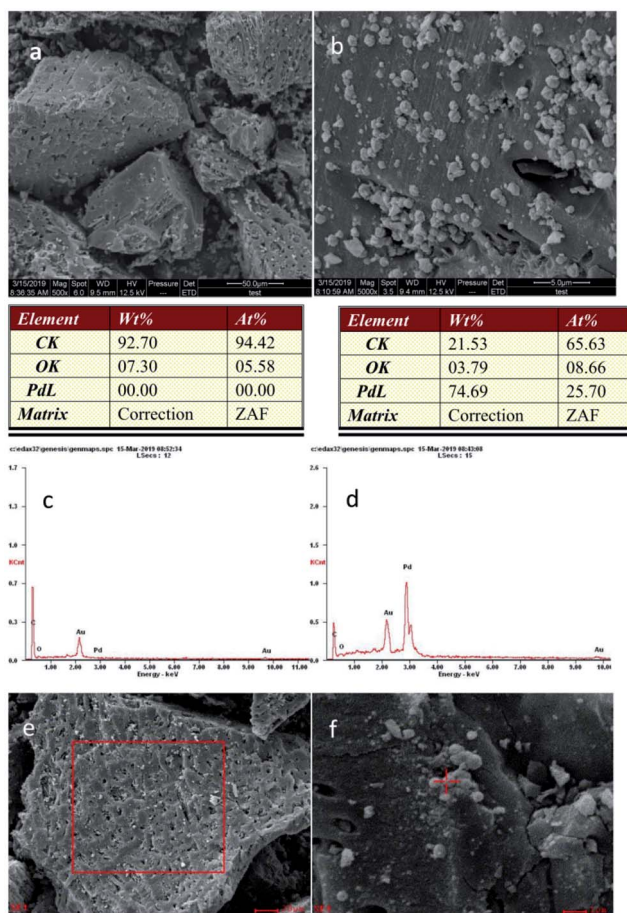 a
b
3/15/2019 Mag Spot WD HV Pressure Det 50.0µm
8:36:35 AM 500x 6.0 9.5 mm 12.5 kV --- ETD test
3/15/2019 Mag Spot WD HV Pressure Det 5.0µm
8:10:59 AM 5000x 3.5 9.4 mm 12.5 kV --- ETD test
Element Wt% At%
CK 92.70 94.42
OK 07.30 05.58
PdL 00.00 00.00
Matrix Correction ZAF
Element Wt% At%
CK 21.53 65.63
OK 03.79 08.66
PdL 74.69 25.70
Matrix Correction ZAF
c:\edax32\genesis\genmaps.spc 15-Mar-2019 08:52:34
LSecs : 12
c
1.7
1.3
1.0
KCnt
0.7
0.3
0.0
C
O
Au
Pd
Au
1.00 2.00 3.00 4.00 5.00 6.00 7.00 8.00 9.00 10.00 11.00
Energy - keV
c:\edax32\genesis\genmaps.spc 15-Mar-2019 08:43:08
LSecs : 15
d
2.6
2.1
1.6
KCnt
1.0
0.5
0.0
C
O
Au
Pd
Au
1.00 2.00 3.00 4.00 5.00 6.00 7.00 8.00 9.00 10.0
Energy - keV
e
f